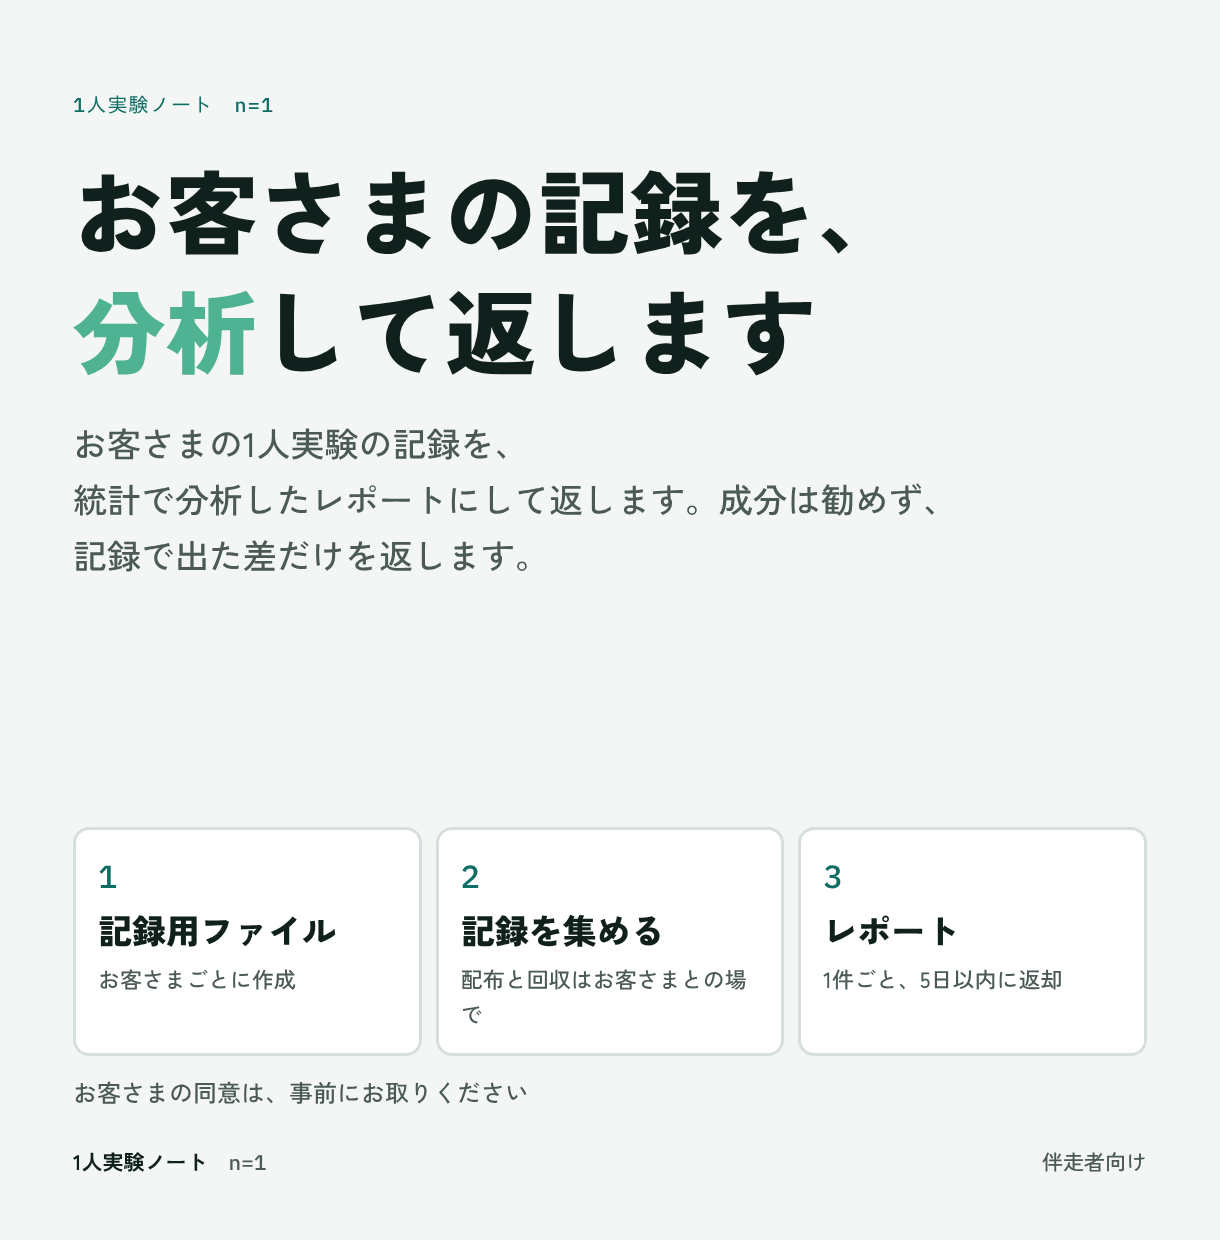 1人実験ノート n=1
お客さまの記録を、
分析して返します
お客さまの1人実験の記録を、
統計で分析したレポートにして返します。成分は勧めず、
記録で出た差だけを返します。
1
記録用ファイル
お客さまごとに作成
2
記録を集める
配布と回収はお客さまとの場
で
3
レポート
1件ごと、5日以内に返却
お客さまの同意は、事前にお取りください
1人実験ノート n=1
伴走者向け